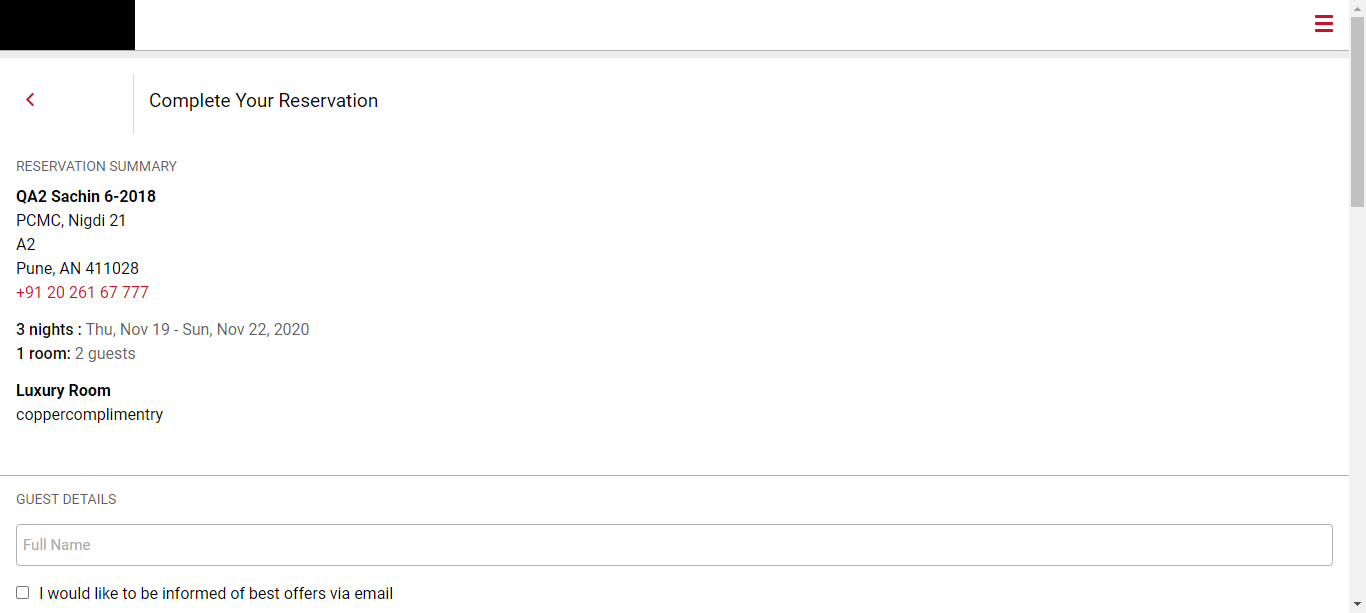 Complete Your Reservation
RESERVATION SUMMARY
QA2 Sachin 6-2018
PCMC, Nigdi 21
A2
Pune, AN 411028
+91 20 261 67 777
3 nights : Thu, Nov 19 - Sun, Nov 22, 2020
1 room: 2 guests
Luxury Room
coppercomplimentry
GUEST DETAILS
Full Name
I would like to be informed of best offers via email